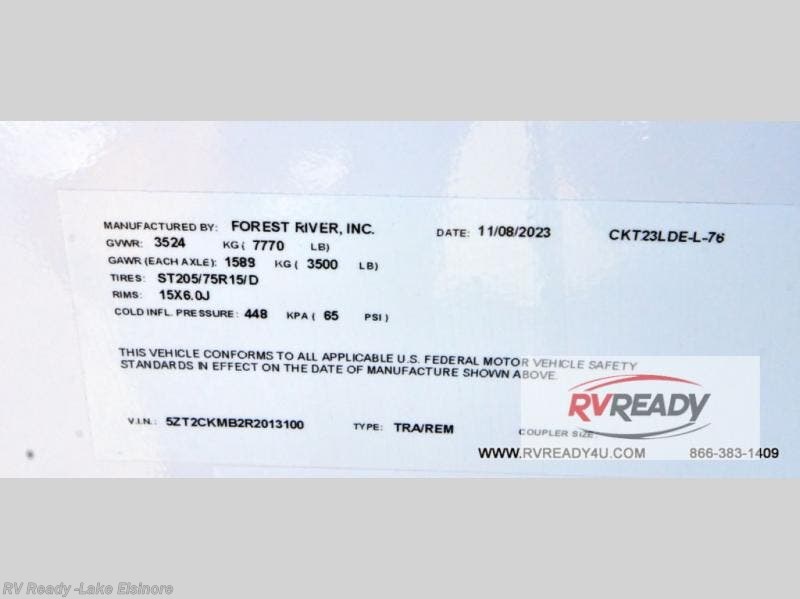 MANUFACTURED BY: FOREST RIVER, INC. DATE: 11/08/2023 CKT23LDE-L-76
GVWR: 3524 KG ( 7770 LB)
GAWR (EACH AXLE): 1589 KG ( 3500 LB)
TIRES: ST205/75R15/D
RIMS: 15X6.0J
COLD INFL. PRESSURE: 448 KPA ( 65 PSI)
THIS VEHICLE CONFORMS TO ALL APPLICABLE U.S. FEDERAL MOTOR VEHICLE SAFETY
STANDARDS IN EFFECT ON THE DATE OF MANUFACTURE SHOWN ABOVE.
RVREADY
V.I.N.: 5ZT2CKMB2R2013100 TYPE: TRA/REM COUPLER SIZE
WWW.RVREADY4U.COM 866-383-1409
RV Ready -Lake Elsinore